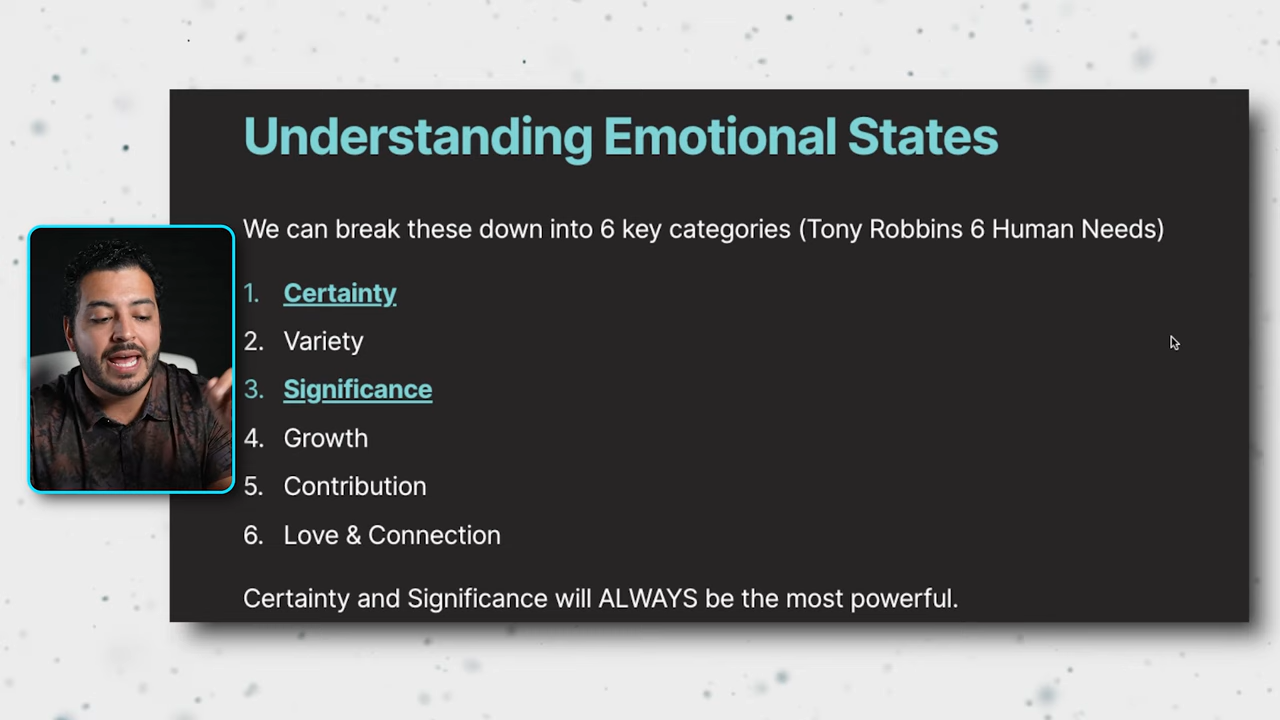 Understanding Emotional States
We can break these down into 6 key categories (Tony Robbins 6 Human Needs)
1. Certainty
2. Variety
3. Significance
4. Growth
5. Contribution
6. Love & Connection
Certainty and Significance will ALWAYS be the most powerful.